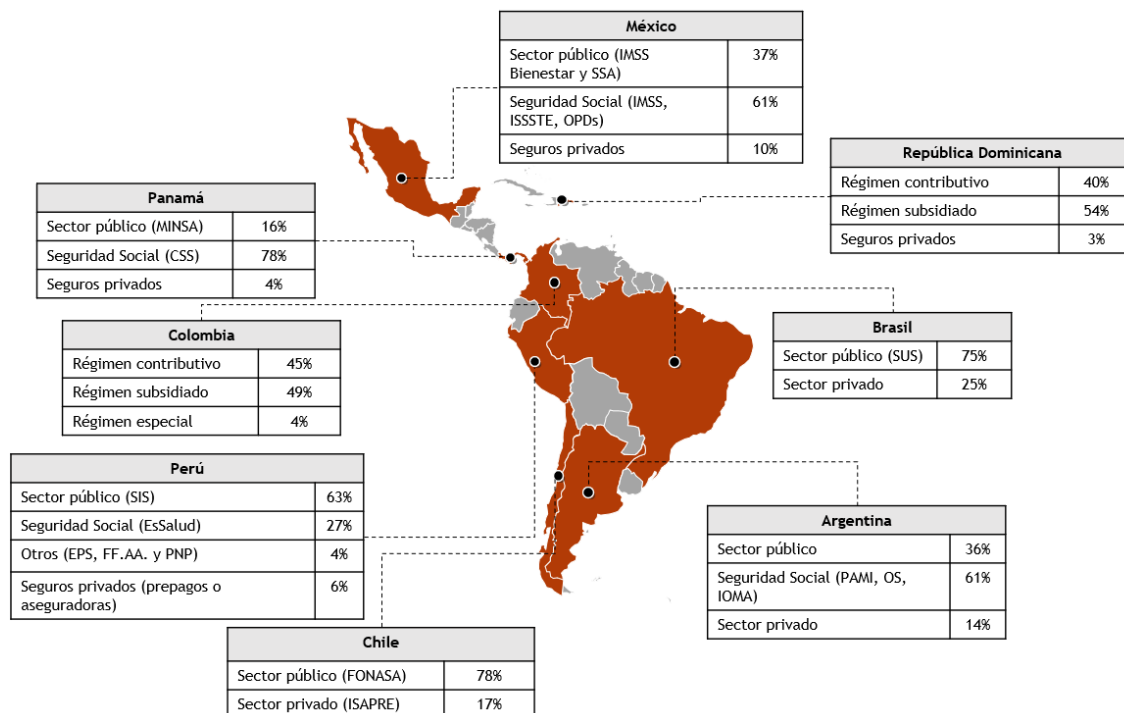 México
Sector público (IMSS 37%
Bienestar y SSA)
Seguridad Social (IMSS, 61%
ISSSTE, OPDs)
Seguros privados 10%
República Dominicana
Régimen contributivo 40%
Régimen subsidiado 54%
Seguros privados 3%
Panamá
Sector público (MINSA) 16%
Seguridad Social (CSS) 78%
Seguros privados 4%
Colombia
Régimen contributivo 45%
Régimen subsidiado 49%
Régimen especial 4%
Brasil
Sector público (SUS) 75%
Sector privado 25%
Perú
Sector público (SIS) 63%
Seguridad Social (EsSalud) 27%
Otros (EPS, FF.AA. y PNP) 4%
Seguros privados (prepagos o 6%
aseguradoras)
Argentina
Sector público 36%
Seguridad Social (PAMI, OS, 61%
IOMA)
Sector privado 14%
Chile
Sector público (FONASA) 78%
Sector privado (ISAPRE) 17%